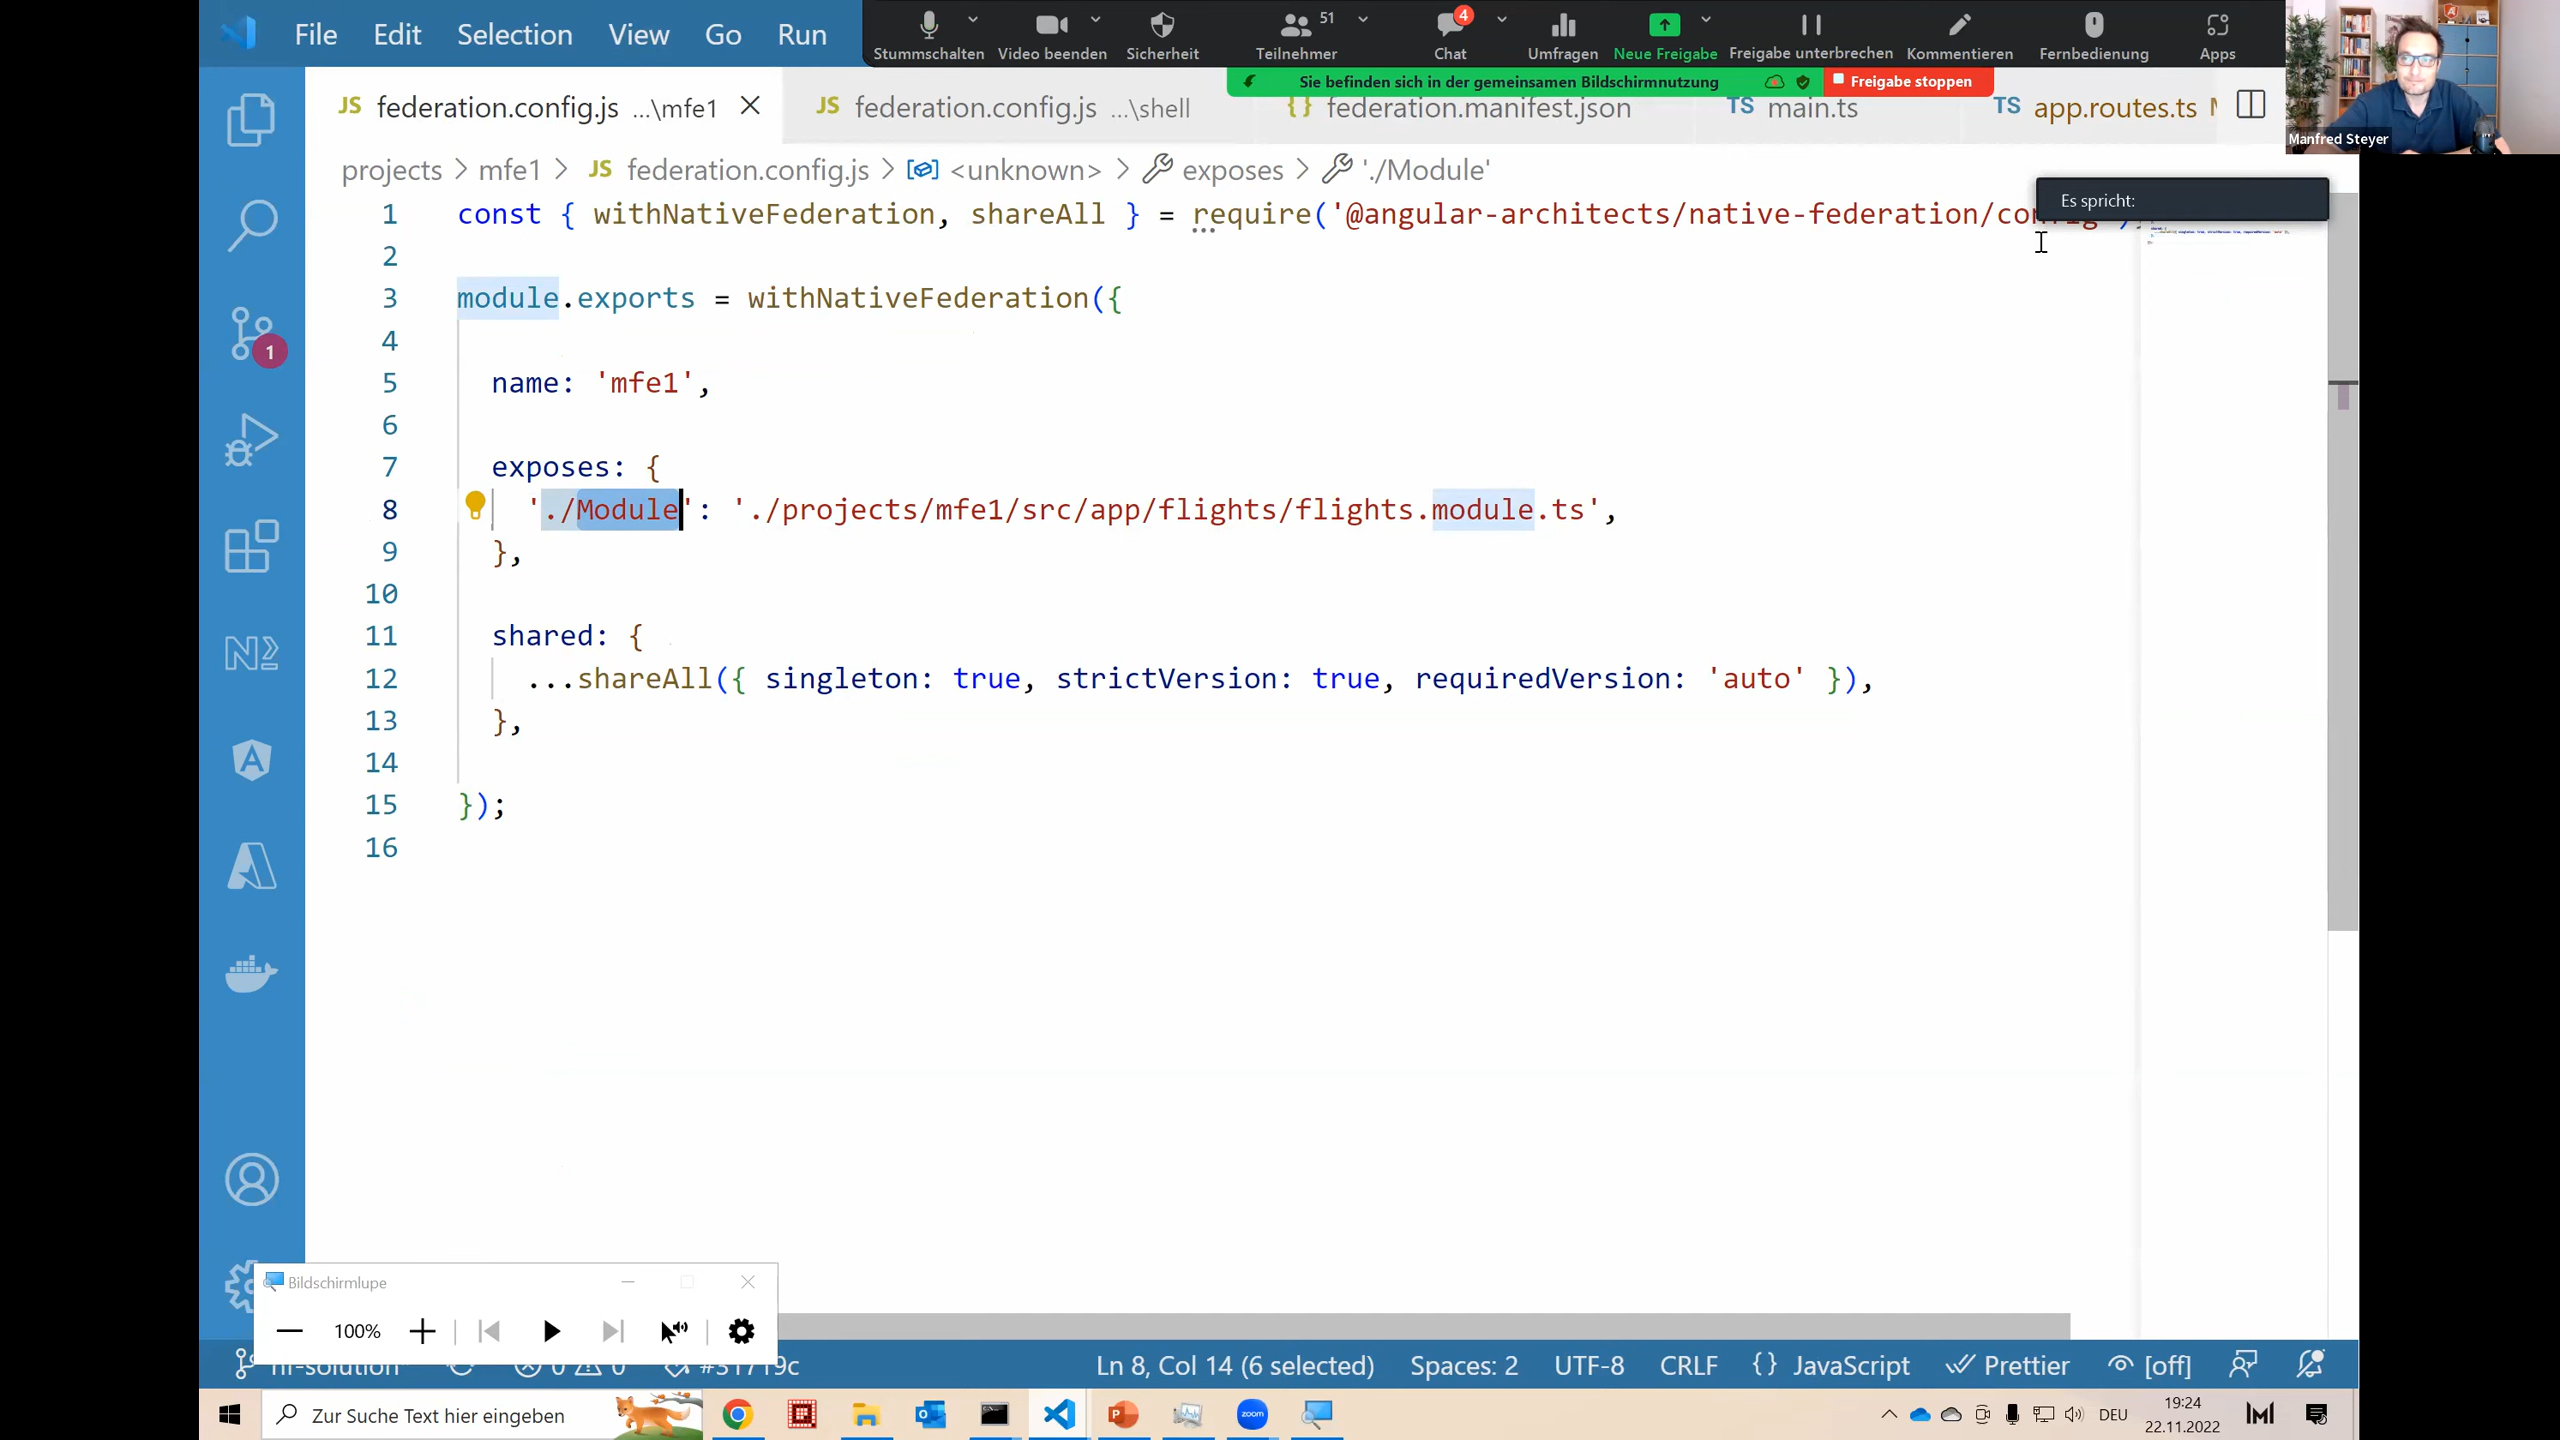 File Edit Selection View Go Run
Stummschalten Video beenden Sicherheit Teilnehmer 51 Chat 4 Umfragen Neue Freigabe Freigabe unterbrechen Kommentieren Fernbedienung Apps
Sie befinden sich in der gemeinsamen Bildschirmnutzung Freigabe stoppen
Manfred Steyer
JS federation.config.js ...\mfe1 JS federation.config.js ...\shell {} federation.manifest.json TS main.ts TS app.routes.ts
projects > mfe1 > JS federation.config.js > <unknown> > exposes > './Module'
Es spricht:
1 const { withNativeFederation, shareAll } = require('@angular-architects/native-federation/config');
2
3 module.exports = withNativeFederation({
4
5 name: 'mfe1',
6
7 exposes: {
8 './Module': './projects/mfe1/src/app/flights/flights.module.ts',
9 },
10
11 shared: {
12 ...shareAll({ singleton: true, strictVersion: true, requiredVersion: 'auto' }),
13 },
14
15 });
16
1
Bildschirmlupe
100%
nf-solution 0 0 #31719c Ln 8, Col 14 (6 selected) Spaces: 2 UTF-8 CRLF {} JavaScript Prettier [off]
Zur Suche Text hier eingeben
zoom
DEU
19:24
22.11.2022